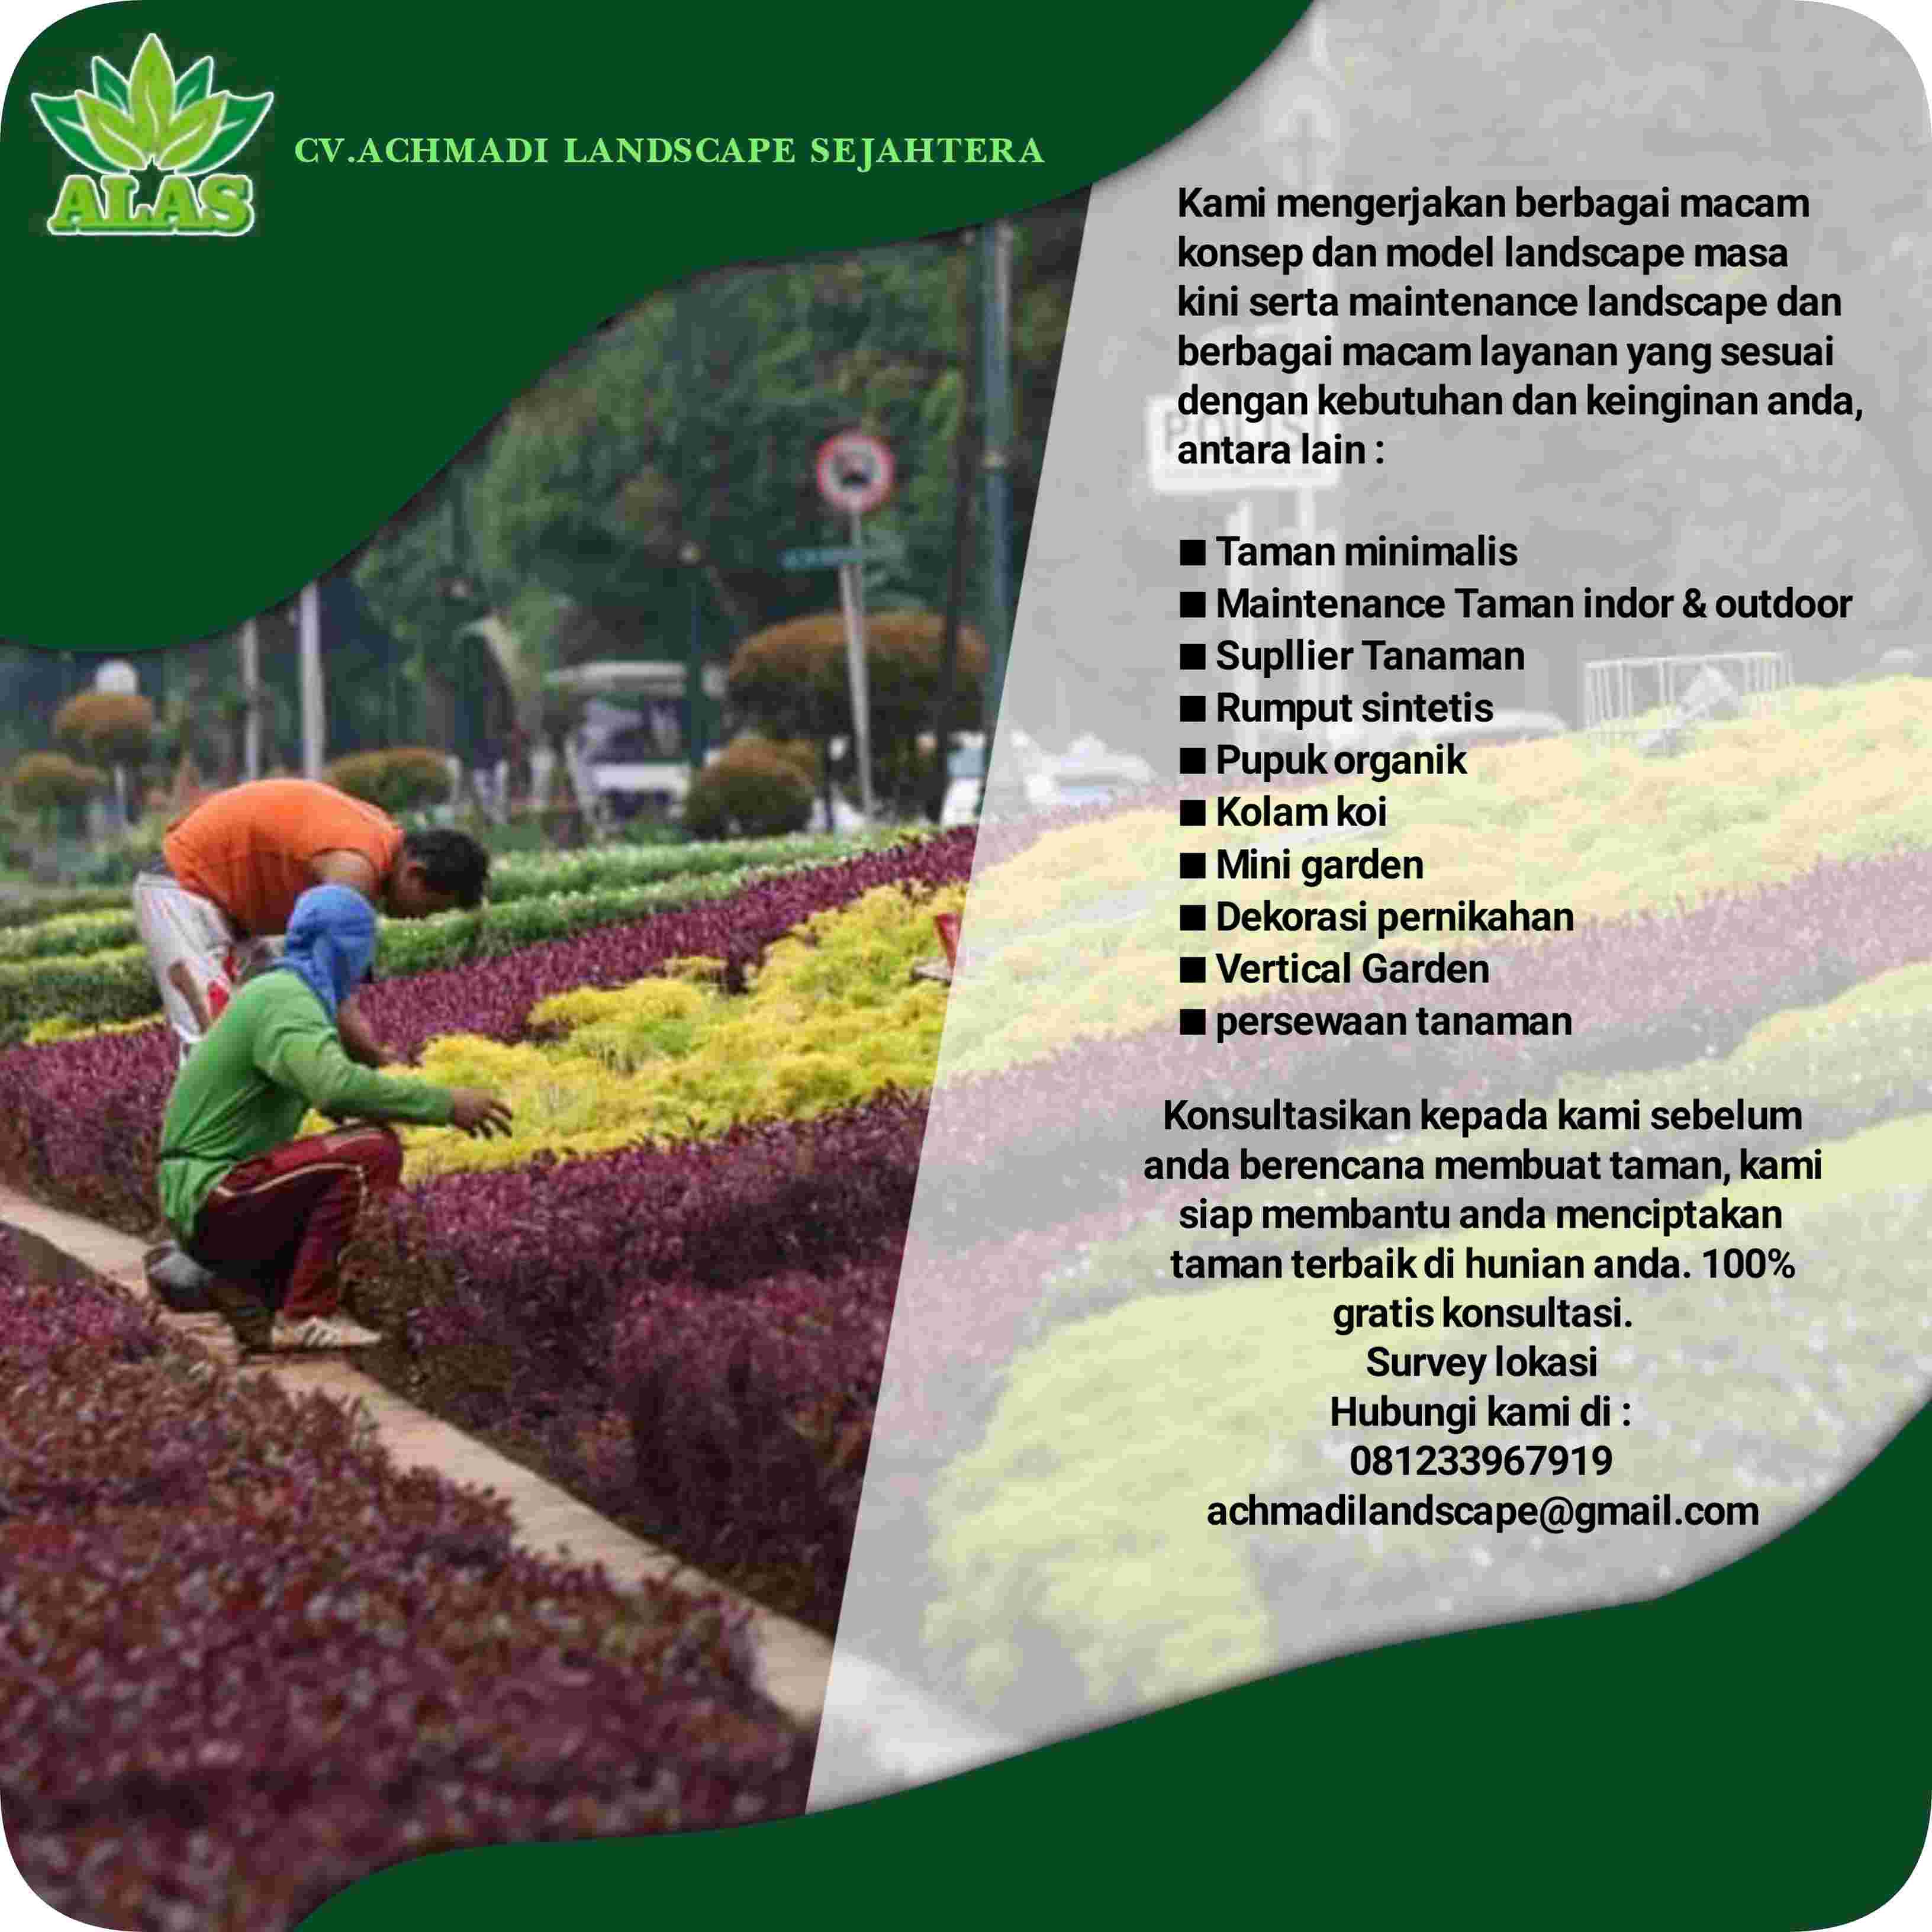 ALAS
CV.ACHMADI LANDSCAPE SEJAHTERA
Kami mengerjakan berbagai macam
konsep dan model landscape masa
kini serta maintenance landscape dan
berbagai macam layanan yang sesuai
dengan kebutuhan dan keinginan anda,
antara lain :
POLISI
■ Taman minimalis
■ Maintenance Taman indor & outdoor
■ Supllier Tanaman
■ Rumput sintetis
■ Pupuk organik
■ Kolam koi
■ Mini garden
■ Dekorasi pernikahan
■ Vertical Garden
■ persewaan tanaman
Konsultasikan kepada kami sebelum
anda berencana membuat taman, kami
siap membantu anda menciptakan
taman terbaik di hunian anda. 100%
gratis konsultasi.
Survey lokasi
Hubungi kami di :
081233967919
achmadilandscape@gmail.com